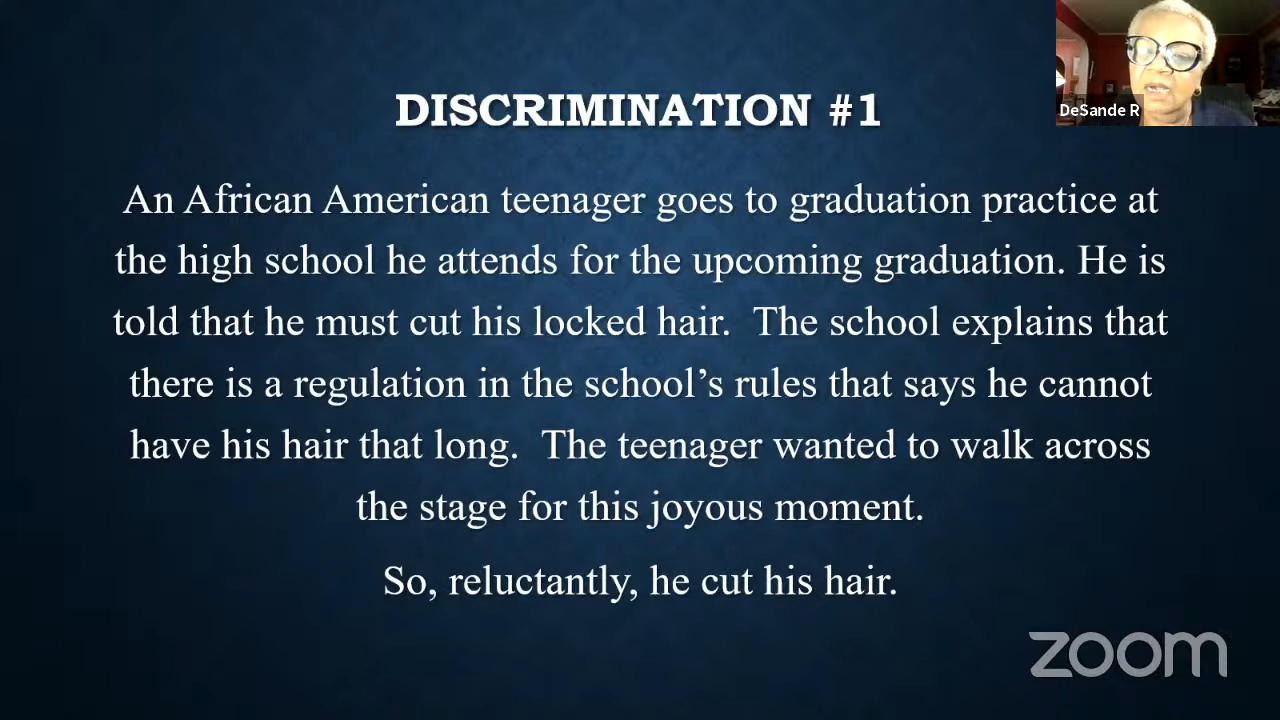 DISCRIMINATION #1
An African American teenager goes to graduation practice at
the high school he attends for the upcoming graduation. He is
told that he must cut his locked hair.  The school explains that
there is a regulation in the school’s rules that says he cannot
have his hair that long.  The teenager wanted to walk across
the stage for this joyous moment.
So, reluctantly, he cut his hair.
DeSande R
zoom